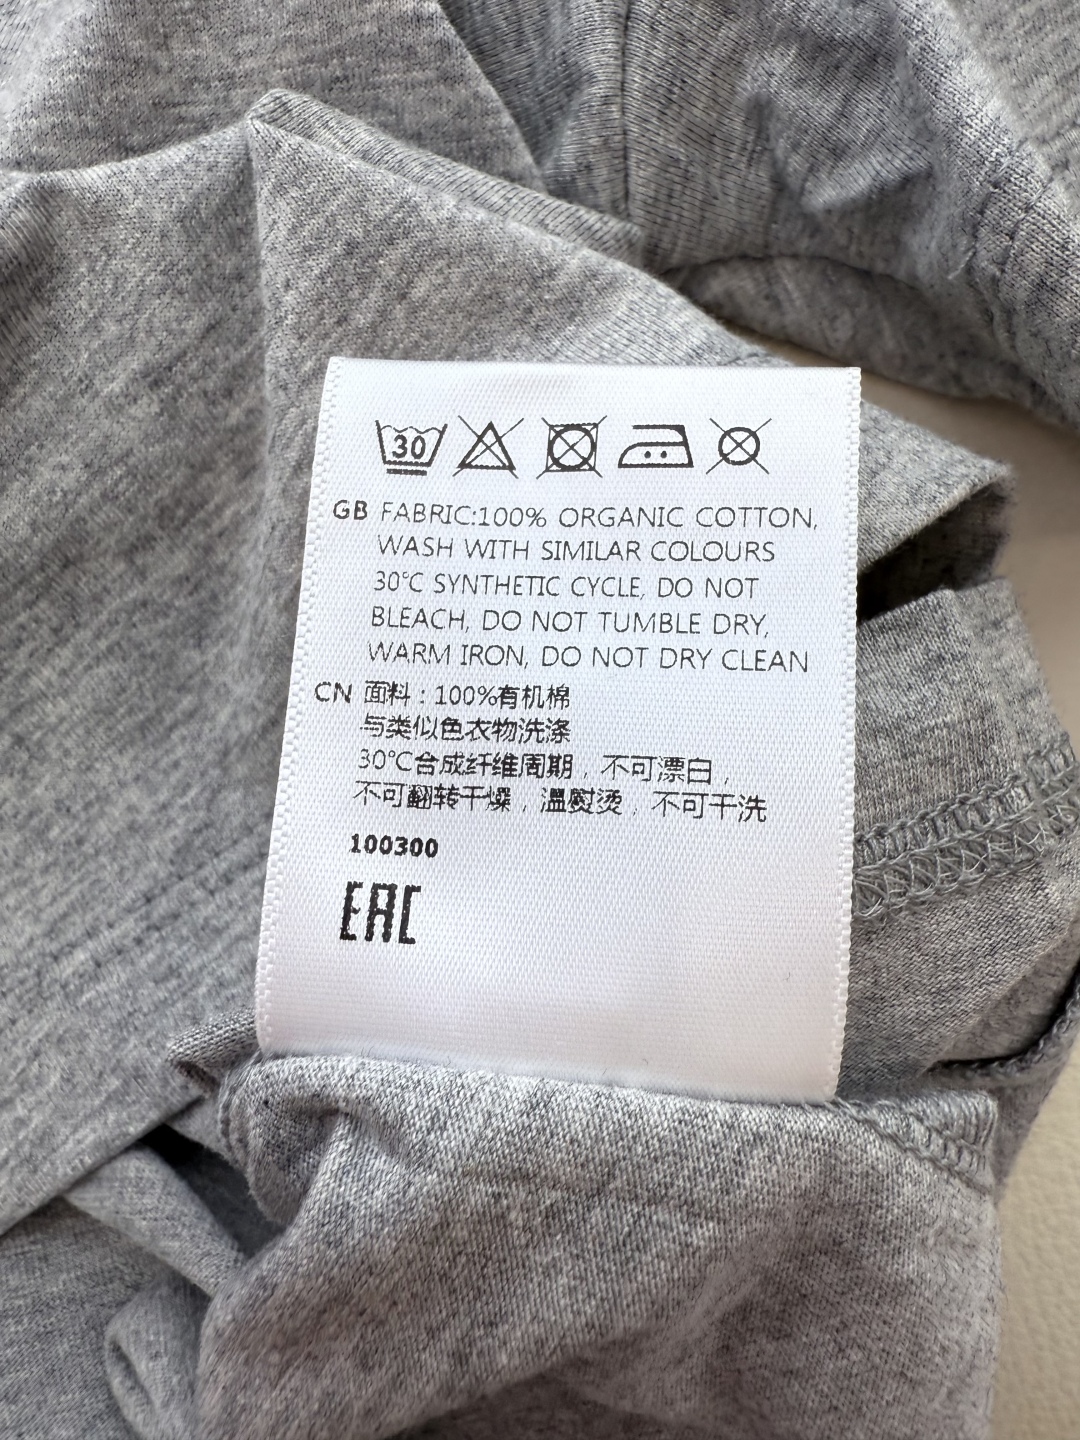 30
GB FABRIC:100% ORGANIC COTTON,
WASH WITH SIMILAR COLOURS
30°C SYNTHETIC CYCLE, DO NOT
BLEACH, DO NOT TUMBLE DRY,
WARM IRON, DO NOT DRY CLEAN
CN 面料：100%有机棉
与类似色衣物洗涤
30°C合成纤维周期，不可漂白，
不可翻转干燥，温熨烫，不可干洗
100300
EAC